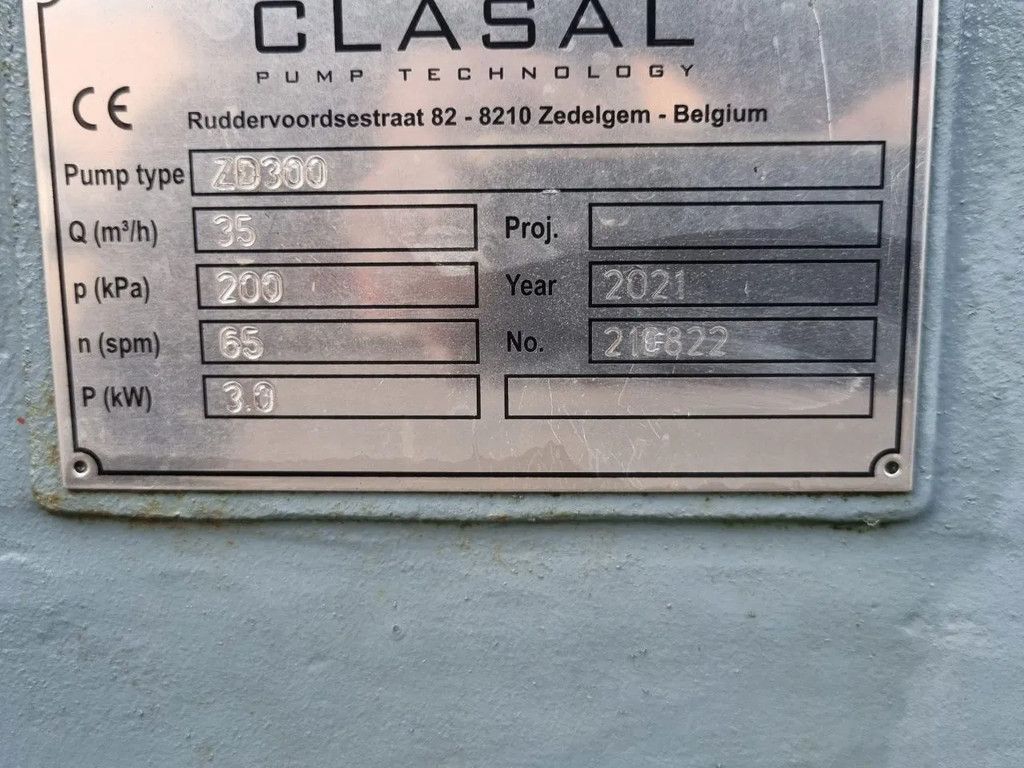 CLASAL
PUMP TECHNOLOGY
CE
Ruddervoordsestraat 82 - 8210 Zedelgem - Belgium
Pump type ZD300
Q (m³/h) 35 Proj.
p (kPa) 200 Year 2021
n (spm) 65 No.
P (kW) 3.0